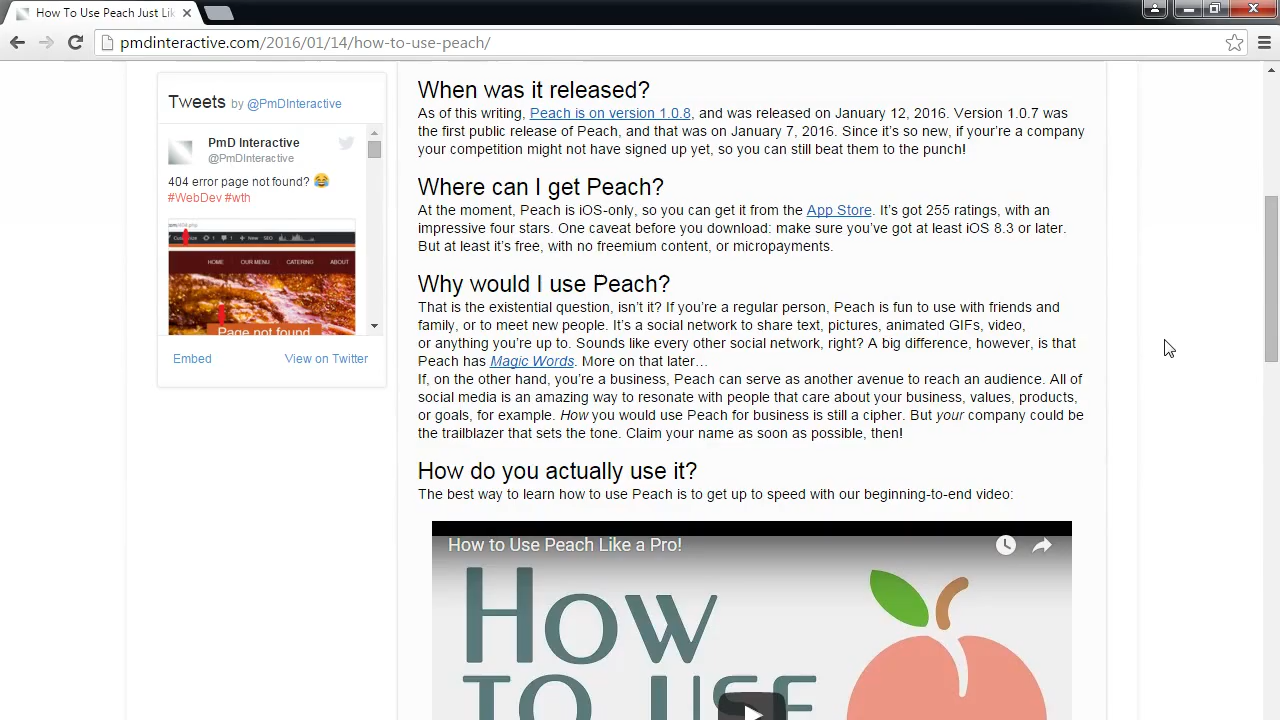 How To Use Peach Just Lik
pmdinteractive.com/2016/01/14/how-to-use-peach/
Tweets by @PmDInteractive
PmD Interactive
@PmDInteractive
404 error page not found? 😂
#WebDev #wth
HOME OUR MENU CATERING ABOUT
Page not found
Embed View on Twitter
When was it released?
As of this writing, Peach is on version 1.0.8, and was released on January 12, 2016. Version 1.0.7 was
the first public release of Peach, and that was on January 7, 2016. Since it's so new, if your're a company
your competition might not have signed up yet, so you can still beat them to the punch!
Where can I get Peach?
At the moment, Peach is iOS-only, so you can get it from the App Store. It's got 255 ratings, with an
impressive four stars. One caveat before you download: make sure you've got at least iOS 8.3 or later.
But at least it's free, with no freemium content, or micropayments.
Why would I use Peach?
That is the existential question, isn't it? If you're a regular person, Peach is fun to use with friends and
family, or to meet new people. It's a social network to share text, pictures, animated GIFs, video,
or anything you're up to. Sounds like every other social network, right? A big difference, however, is that
Peach has Magic Words. More on that later…
If, on the other hand, you're a business, Peach can serve as another avenue to reach an audience. All of
social media is an amazing way to resonate with people that care about your business, values, products,
or goals, for example. How you would use Peach for business is still a cipher. But your company could be
the trailblazer that sets the tone. Claim your name as soon as possible, then!
How do you actually use it?
The best way to learn how to use Peach is to get up to speed with our beginning-to-end video:
How to Use Peach Like a Pro!
How
to Use